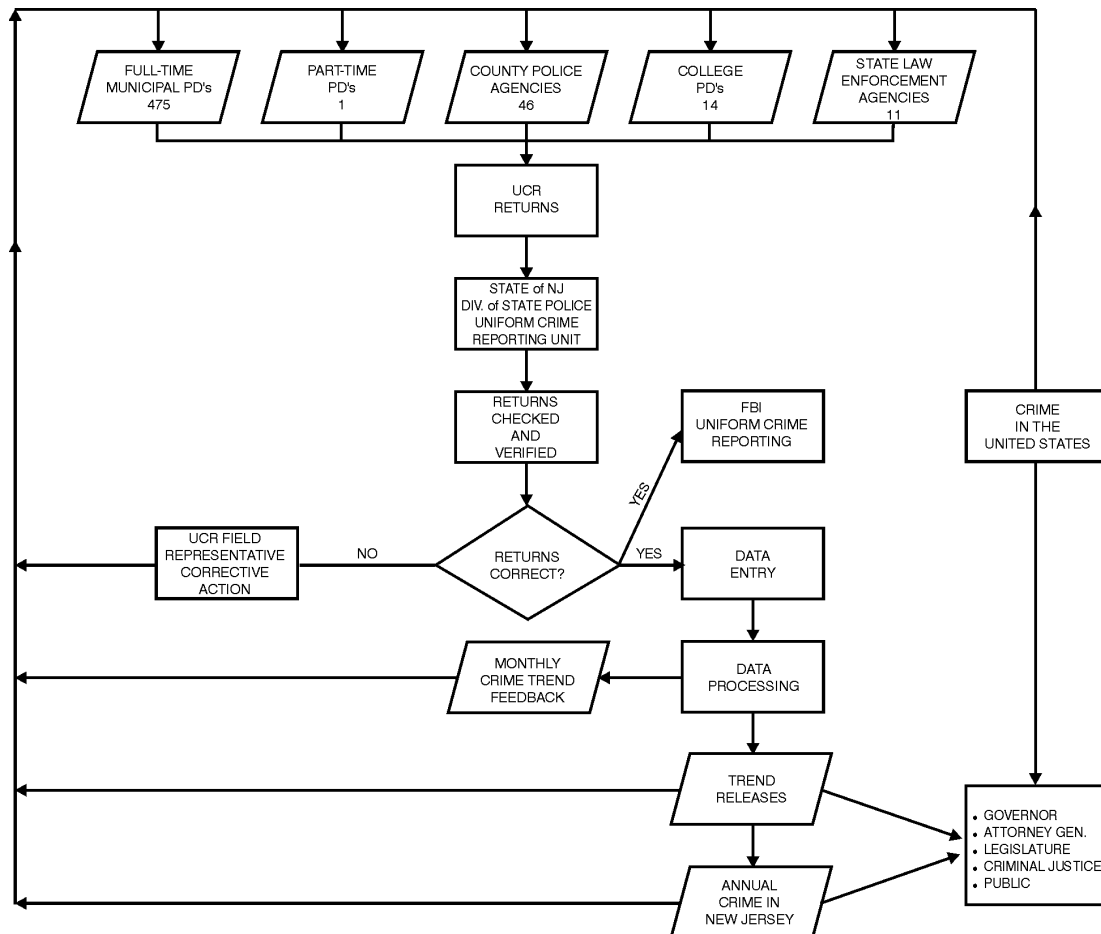 FULL-TIME
MUNICIPAL PD's
475
PART-TIME
PD's
1
COUNTY POLICE
AGENCIES
46
COLLEGE
PD's
14
STATE LAW
ENFORCEMENT
AGENCIES
11
UCR
RETURNS
STATE of NJ
DIV. of STATE POLICE
UNIFORM CRIME
REPORTING UNIT
RETURNS
CHECKED
AND
VERIFIED
FBI
UNIFORM CRIME
REPORTING
CRIME
IN THE
UNITED STATES
YES
UCR FIELD
REPRESENTATIVE
CORRECTIVE
ACTION
NO
RETURNS
CORRECT?
YES
DATA
ENTRY
MONTHLY
CRIME TREND
FEEDBACK
DATA
PROCESSING
TREND
RELEASES
• GOVERNOR
• ATTORNEY GEN.
• LEGISLATURE
• CRIMINAL JUSTICE
• PUBLIC
ANNUAL
CRIME IN
NEW JERSEY